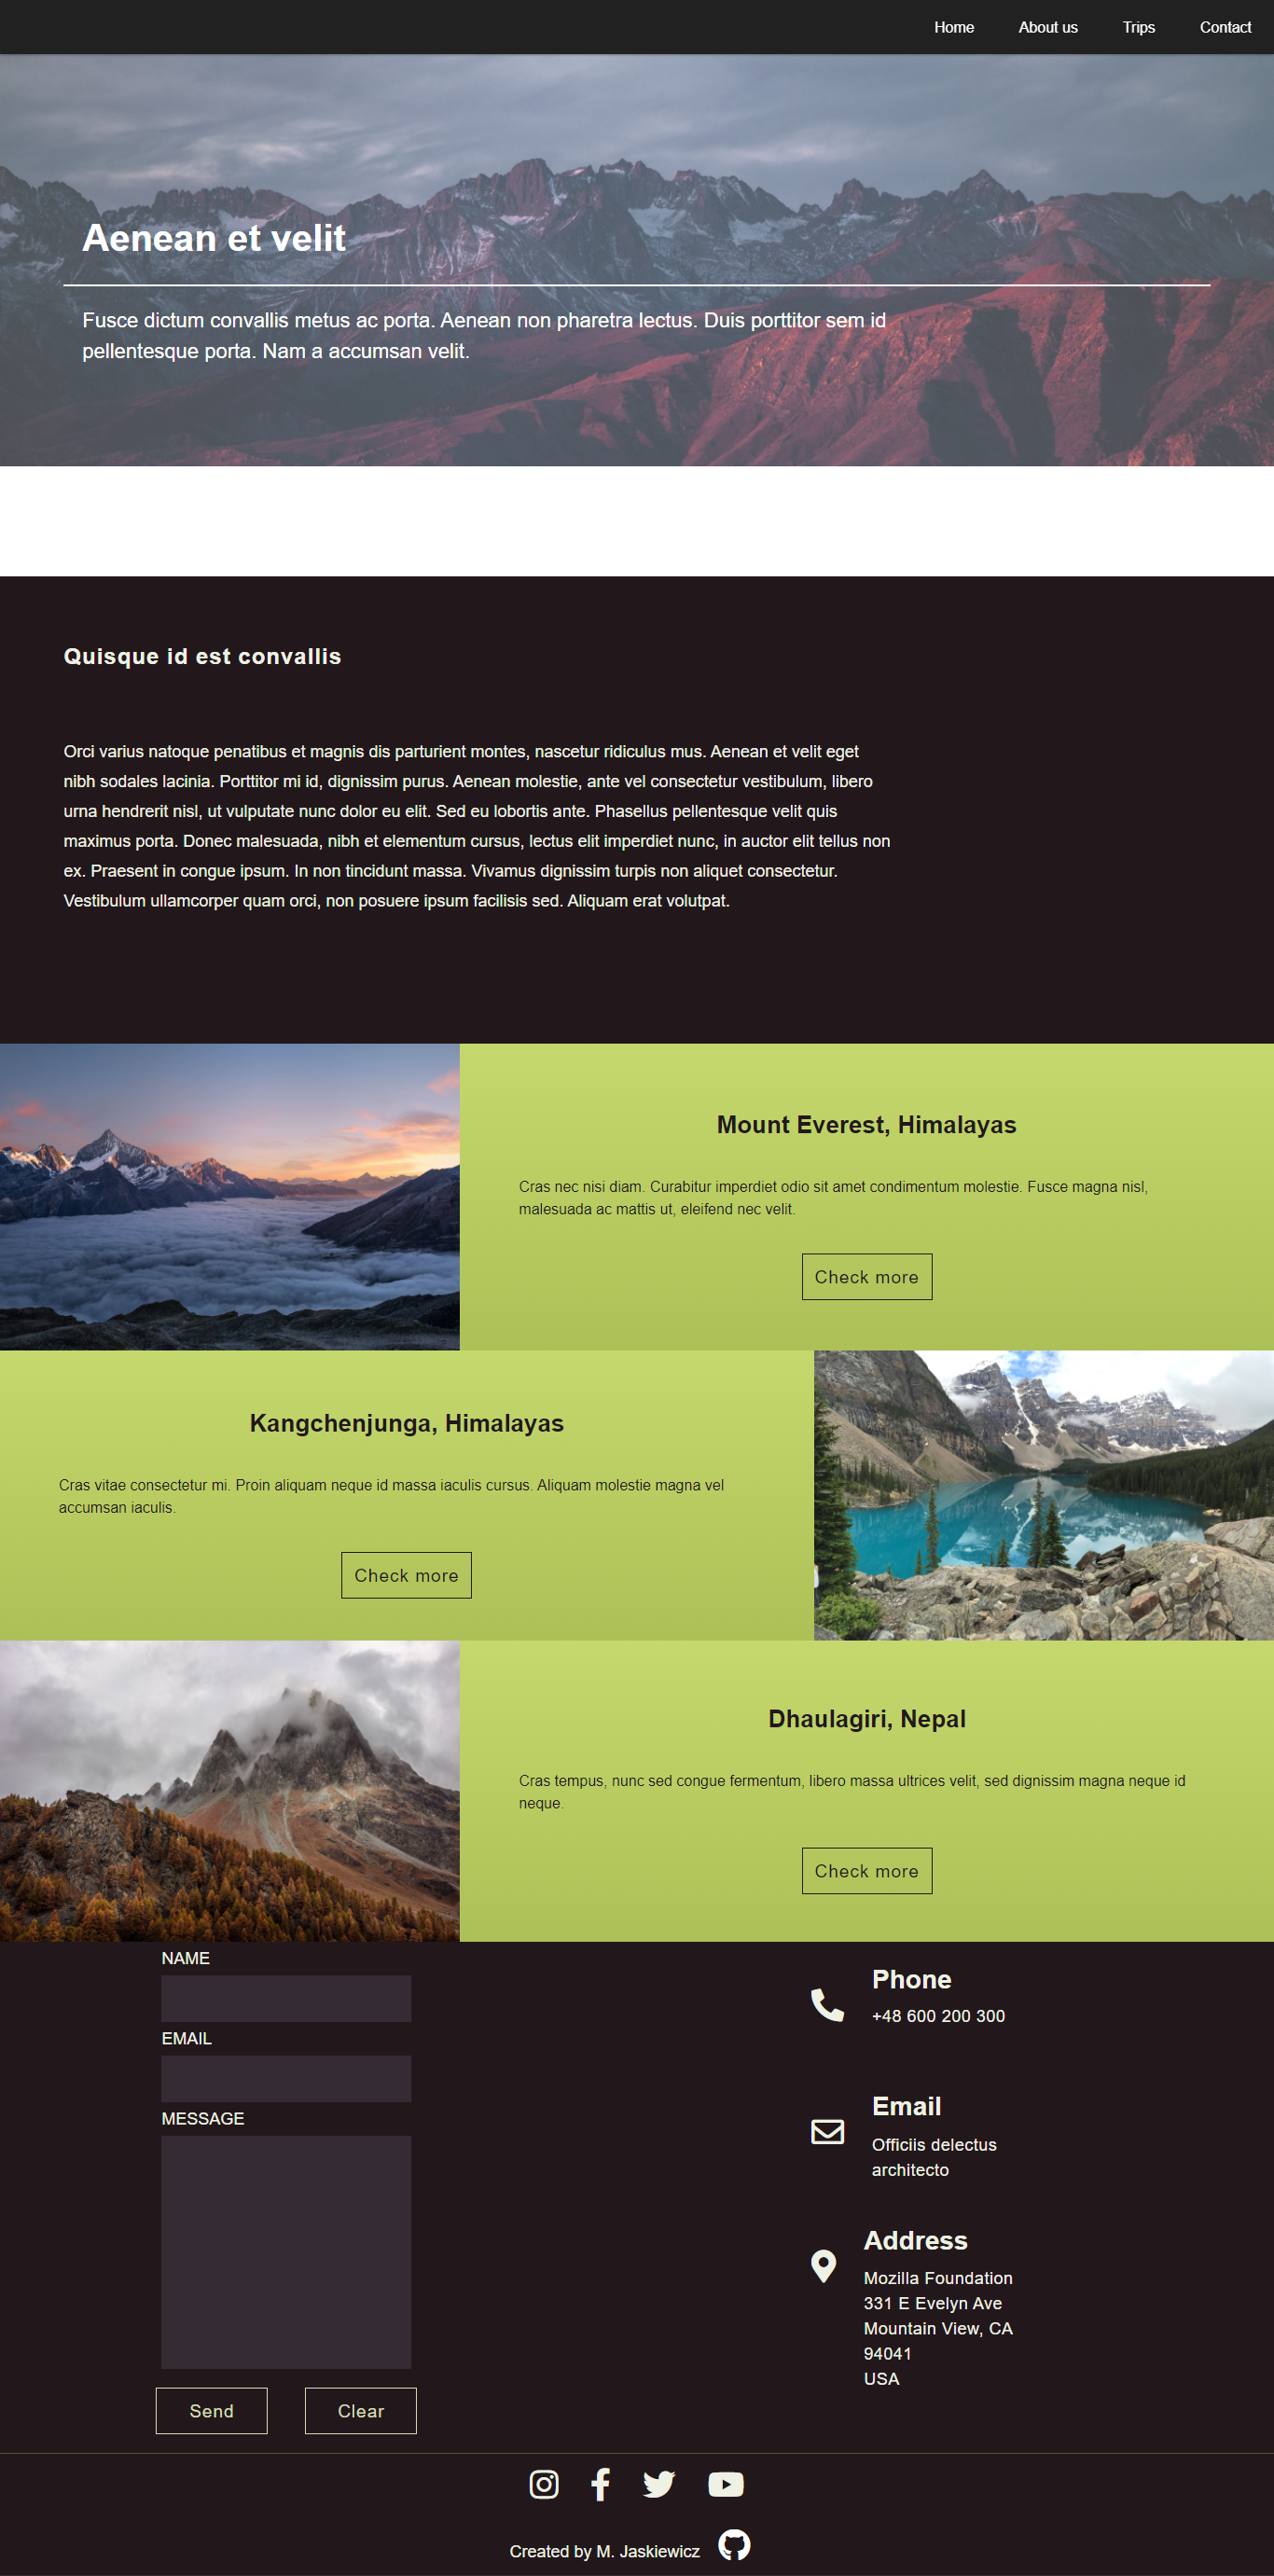 Home About us Trips Contact
Aenean et velit
Fusce dictum convallis metus ac porta. Aenean non pharetra lectus. Duis porttitor sem id
pellentesque porta. Nam a accumsan velit.
Quisque id est convallis
Orci varius natoque penatibus et magnis dis parturient montes, nascetur ridiculus mus. Aenean et velit eget
nibh sodales lacinia. Porttitor mi id, dignissim purus. Aenean molestie, ante vel consectetur vestibulum, libero
urna hendrerit nisl, ut vulputate nunc dolor eu elit. Sed eu lobortis ante. Phasellus pellentesque velit quis
maximus porta. Donec malesuada, nibh et elementum cursus, lectus elit imperdiet nunc, in auctor elit tellus non
ex. Praesent in congue ipsum. In non tincidunt massa. Vivamus dignissim turpis non aliquet consectetur.
Vestibulum ullamcorper quam orci, non posuere ipsum facilisis sed. Aliquam erat volutpat.
Mount Everest, Himalayas
Cras nec nisi diam. Curabitur imperdiet odio sit amet condimentum molestie. Fusce magna nisl,
malesuada ac mattis ut, eleifend nec velit.
Check more
Kangchenjunga, Himalayas
Cras vitae consectetur mi. Proin aliquam neque id massa iaculis cursus. Aliquam molestie magna vel
accumsan iaculis.
Check more
Dhaulagiri, Nepal
Cras tempus, nunc sed congue fermentum, libero massa ultrices velit, sed dignissim magna neque id
neque.
Check more
NAME
EMAIL
MESSAGE
Send Clear
Phone
+48 600 200 300
Email
Officiis delectus
architecto
Address
Mozilla Foundation
331 E Evelyn Ave
Mountain View, CA
94041
USA
Created by M. Jaskiewicz